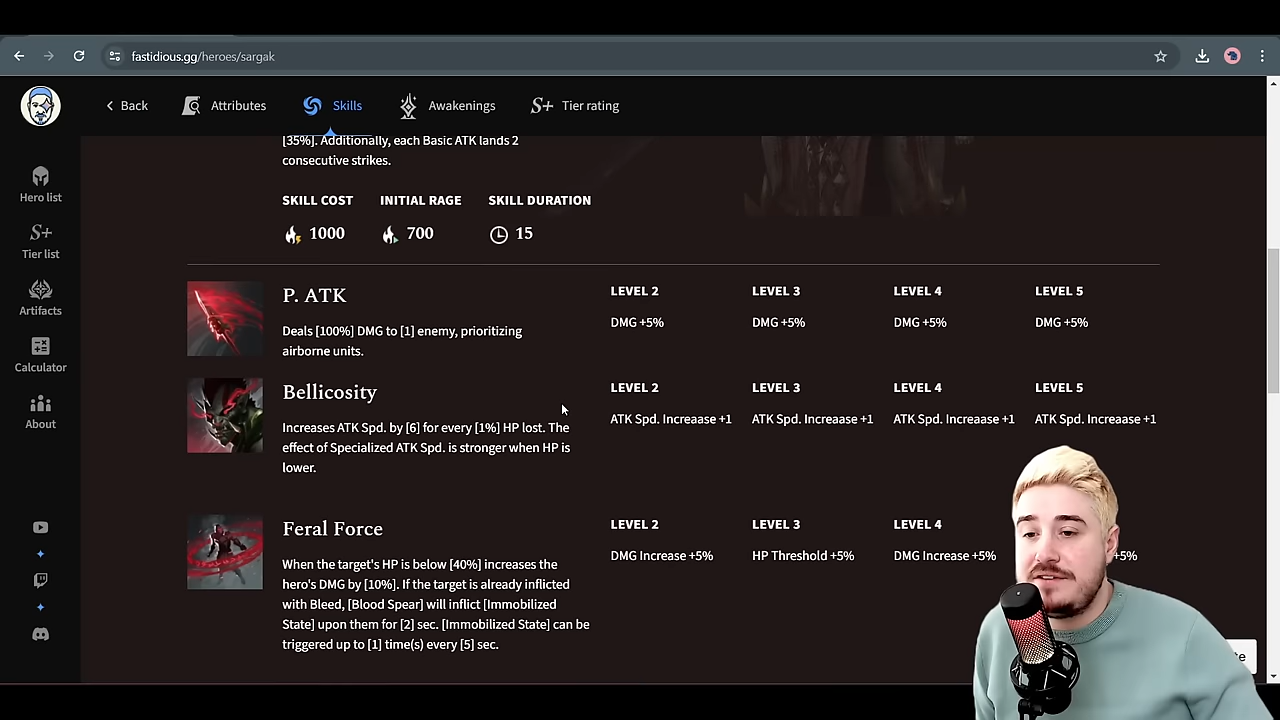 fastidious.gg/heroes/sargak
Back
Attributes
Skills
Awakenings
S+ Tier rating
Hero list
S+
Tier list
Artifacts
Calculator
About
[35%]. Additionally, each Basic ATK lands 2
consecutive strikes.
SKILL COST INITIAL RAGE SKILL DURATION
1000 700 15
P. ATK
Deals [100%] DMG to [1] enemy, prioritizing
airborne units.
LEVEL 2 LEVEL 3 LEVEL 4 LEVEL 5
DMG +5% DMG +5% DMG +5% DMG +5%
Bellicosity
Increases ATK Spd. by [6] for every [1%] HP lost. The
effect of Specialized ATK Spd. is stronger when HP is
lower.
LEVEL 2 LEVEL 3 LEVEL 4 LEVEL 5
ATK Spd. Increaase +1 ATK Spd. Increaase +1 ATK Spd. Increaase +1 ATK Spd. Increaase +1
Feral Force
When the target's HP is below [40%] increases the
hero's DMG by [10%]. If the target is already inflicted
with Bleed, [Blood Spear] will inflict [Immobilized
State] upon them for [2] sec. [Immobilized State] can be
triggered up to [1] time(s) every [5] sec.
LEVEL 2 LEVEL 3 LEVEL 4
DMG Increase +5% HP Threshold +5% DMG Increase +5% +5%